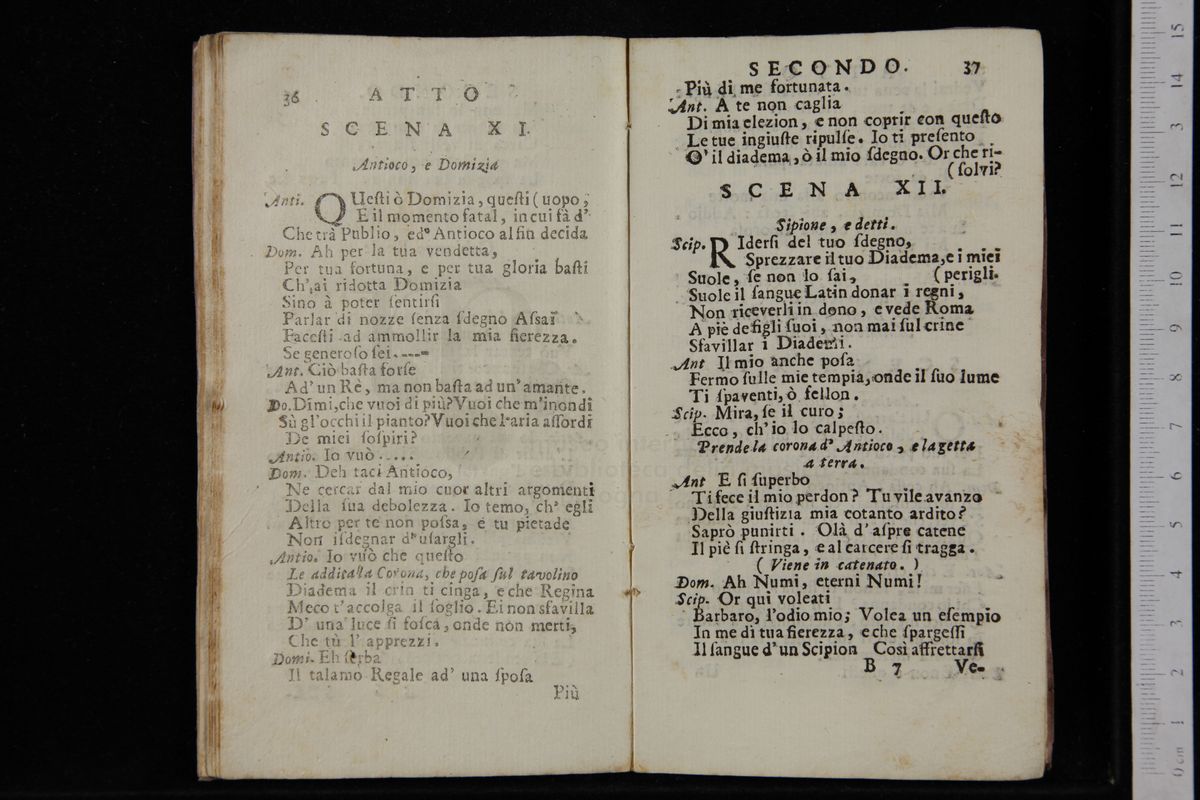 36 ATTO
SCENA XI.
Antioco, e Domizia
Anti. QUeſti ò Domizia, queſti (uopo,
E il momento fatal, in cui fà d'
Che trà Publio, ed' Antioco alfin decida
Dom. Ah per la tua vendetta,
Per tua fortuna, e per tua gloria baſti
Ch' ai ridotta Domizia
Sino à poter ſentirſi
Parlar di nozze ſenza ſdegno Aſsai
Faceſti ad ammollir la mia fierezza.
Se generoſo ſei.----
Ant. Ciò baſta forſe
Ad' un Rè, ma non baſta ad un' amante.
Do. Dimi, che vuoi di più? Vuoi che m'inondi
Sù gl'occhi il pianto? Vuoi che l'aria aſſordi
De miei ſoſpiri?
Antio. Io vuò.....
Dom. Deh taci Antioco,
Ne cercar dal mio cuor altri argomenti
Della ſua debolezza. Io temo, ch' egli
Altro per te non poſsa, e tu pietade
Non iſdegnar d' uſargli.
Antio. Io vuò che queſto
Le addita la Corona, che poſa ſul tavolino
Diadema il crin ti cinga, e che Regina
Meco t'accolga il ſoglio. Ei non sfavilla
D' una luce ſi foſca, onde non merti,
Che tù l' apprezzi.
Domi. Eh ſerba
Il talamo Regale ad' una ſpoſa
Più
SECONDO. 37
Più di me fortunata.
Ant. A te non caglia
Di mia elezion, e non coprir con queſto
Le tue ingiuſte ripulſe. Io ti preſento
O' il diadema, ò il mio ſdegno. Or che ri-
(ſolvi?
SCENA XII.
Sipione, e detti.
Scip. RIderſi del tuo ſdegno,
Sprezzare il tuo Diadema, e i miei
Suole, ſe non lo ſai, (perigli.
Suole il ſangue Latin donar i regni,
Non riceverli in dono, e vede Roma
A piè de figli ſuoi, non mai ſul crine
Sfavillar i Diademi.
Ant Il mio anche poſa
Fermo ſulle mie tempia, onde il ſuo lume
Ti ſpaventi, ò fellon.
Scip. Mira, ſe il curo;
Ecco, ch'io lo calpeſto.
Prende la corona d' Antioco, e la getta
a terra.
Ant E ſi ſuperbo
Ti fece il mio perdon? Tu vile avanzo
Della giuſtizia mia cotanto ardito?
Saprò punirti. Olà d' aſpre catene
Il piè ſi ſtringa, e al carcere ſi tragga.
(Viene in catenato.)
Dom. Ah Numi, eterni Numi!
Scip. Or qui voleati
Barbaro, l'odio mio; Volea un eſempio
In me di tua fierezza, e che ſpargeſſi
Il ſangue d' un Scipion Così affrettarſi
B 7 Ve-